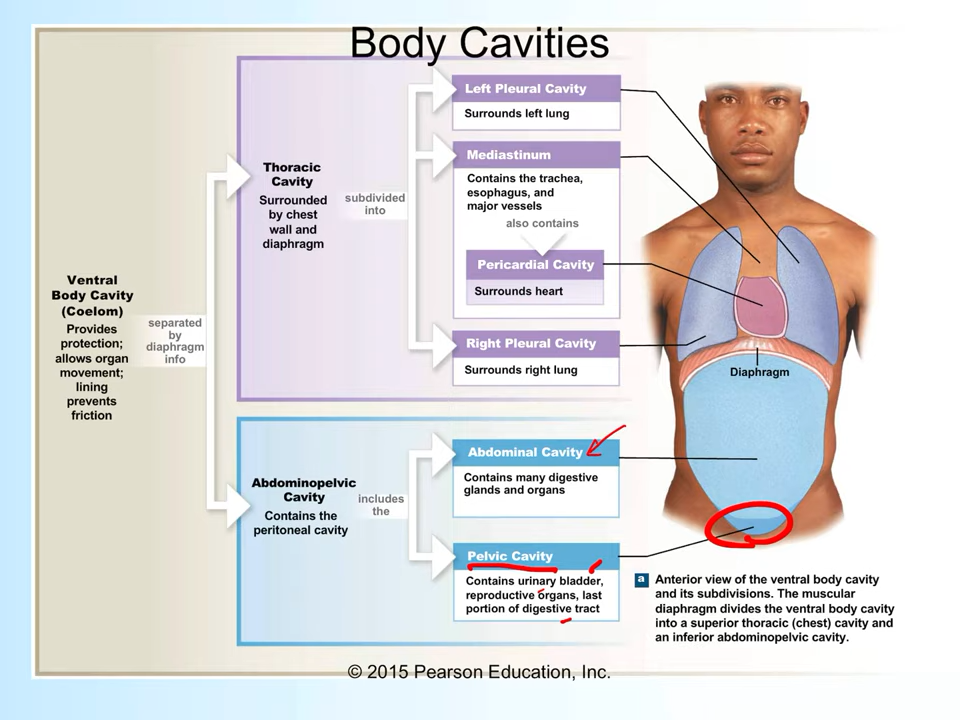 Body Cavities
Left Pleural Cavity
Surrounds left lung
Mediastinum
Contains the trachea,
esophagus, and
major vessels
also contains
Pericardial Cavity
Surrounds heart
Right Pleural Cavity
Surrounds right lung
Thoracic
Cavity
Surrounded
by chest
wall and
diaphragm
subdivided
into
Ventral
Body Cavity
(Coelom)
Provides
protection;
allows organ
movement;
lining
prevents
friction
separated
by
diaphragm
info
Abdominopelvic
Cavity
Contains the
peritoneal cavity
includes
the
Abdominal Cavity
Contains many digestive
glands and organs
Pelvic Cavity
Contains urinary bladder,
reproductive organs, last
portion of digestive tract
Diaphragm
a Anterior view of the ventral body cavity
and its subdivisions. The muscular
diaphragm divides the ventral body cavity
into a superior thoracic (chest) cavity and
an inferior abdominopelvic cavity.
© 2015 Pearson Education, Inc.